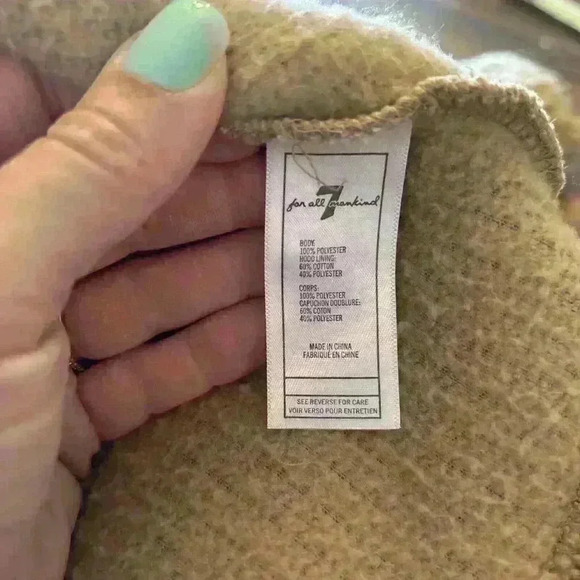 for all 7 mankind
BODY:
100% POLYESTER
HOOD LINING:
60% COTTON
40% POLYESTER
CORPS:
100% POLYESTER
CAPUCHON DOUBLURE:
60% COTON
40% POLYESTER
MADE IN CHINA
FABRIQUÉ EN CHINE
SEE REVERSE FOR CARE
VOIR VERSO POUR ENTRETIEN